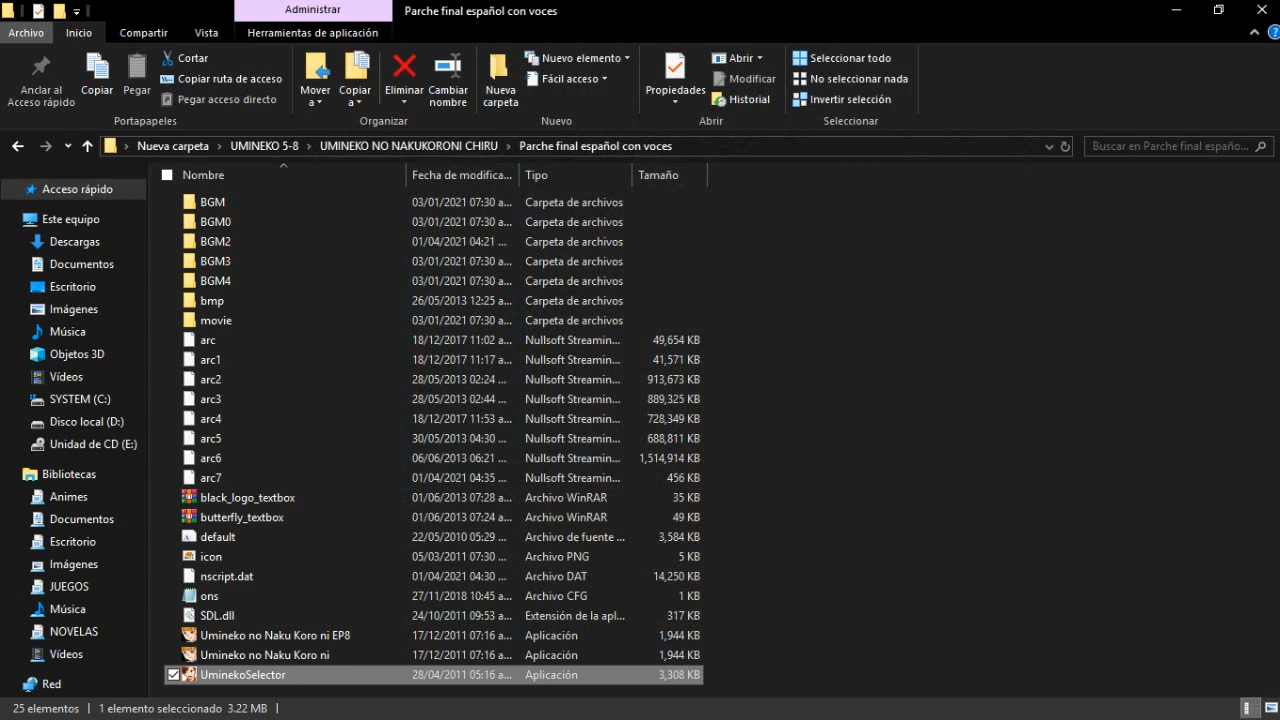 Administrar
Parche final español con voces
Archivo Inicio Compartir Vista Herramientas de aplicación
Anclar al Acceso rápido
Copiar
Pegar
Cortar
Copiar ruta de acceso
Pegar acceso directo
Portapapeles
Mover a
Copiar a
Eliminar
Cambiar nombre
Organizar
Nueva carpeta
Nuevo elemento
Fácil acceso
Nuevo
Propiedades
Abrir
Modificar
Historial
Abrir
Seleccionar todo
No seleccionar nada
Invertir selección
Seleccionar
Nueva carpeta > UMINEKO 5-8 > UMINEKO NO NAKUKORONI CHIRU > Parche final español con voces
Buscar en Parche final españo...
Acceso rápido
Este equipo
Descargas
Documentos
Escritorio
Imágenes
Música
Objetos 3D
Vídeos
SYSTEM (C:)
Disco local (D:)
Unidad de CD (E:)
Bibliotecas
Animes
Documentos
Escritorio
Imágenes
JUEGOS
Música
NOVELAS
Vídeos
Red
Nombre Fecha de modifica... Tipo Tamaño
BGM 03/01/2021 07:30 a... Carpeta de archivos
BGM0 03/01/2021 07:30 a... Carpeta de archivos
BGM2 01/04/2021 04:21 ... Carpeta de archivos
BGM3 03/01/2021 07:30 a... Carpeta de archivos
BGM4 03/01/2021 07:30 a... Carpeta de archivos
bmp 26/05/2013 12:25 a... Carpeta de archivos
movie 03/01/2021 07:30 a... Carpeta de archivos
arc 18/12/2017 11:02 a... Nullsoft Streamin... 49,654 KB
arc1 18/12/2017 11:17 a... Nullsoft Streamin... 41,571 KB
arc2 28/05/2013 02:24 ... Nullsoft Streamin... 913,673 KB
arc3 28/05/2013 02:44 ... Nullsoft Streamin... 889,325 KB
arc4 18/12/2017 11:53 a... Nullsoft Streamin... 728,349 KB
arc5 30/05/2013 04:30 ... Nullsoft Streamin... 688,811 KB
arc6 06/06/2013 06:21 ... Nullsoft Streamin... 1,514,914 KB
arc7 01/04/2021 04:35 ... Nullsoft Streamin... 456 KB
black_logo_textbox 01/06/2013 07:28 a... Archivo WinRAR 35 KB
butterfly_textbox 01/06/2013 07:24 a... Archivo WinRAR 49 KB
default 22/05/2010 05:29 ... Archivo de fuente ... 3,584 KB
icon 05/03/2011 07:30 ... Archivo PNG 5 KB
nscript.dat 01/04/2021 04:30 ... Archivo DAT 14,250 KB
ons 27/11/2018 10:45 a... Archivo CFG 1 KB
SDL.dll 24/10/2011 09:53 a... Extensión de la apl... 317 KB
Umineko no Naku Koro ni EP8 17/12/2011 07:16 a... Aplicación 1,944 KB
Umineko no Naku Koro ni 17/12/2011 07:16 a... Aplicación 1,944 KB
UminekoSelector 28/04/2011 05:16 a... Aplicación 3,308 KB
25 elementos 1 elemento seleccionado 3.22 MB